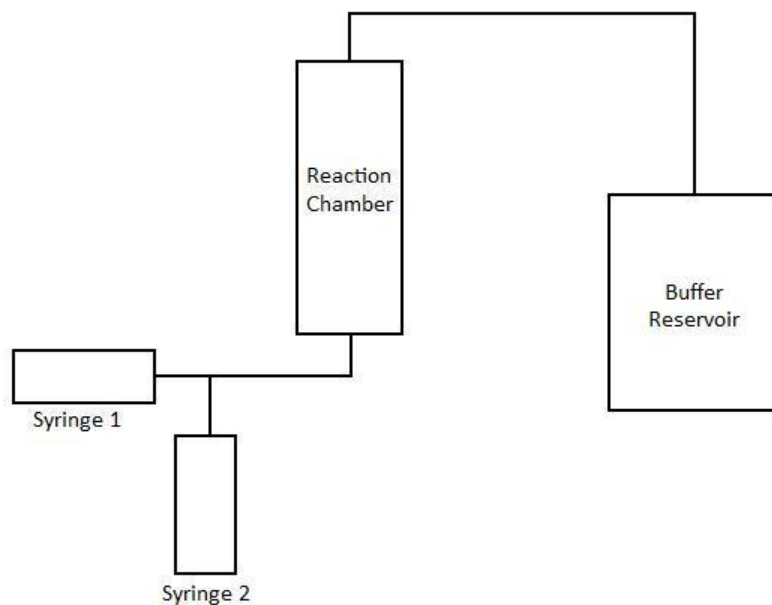 Reaction
Chamber
Buffer
Reservoir
Syringe 1
Syringe 2